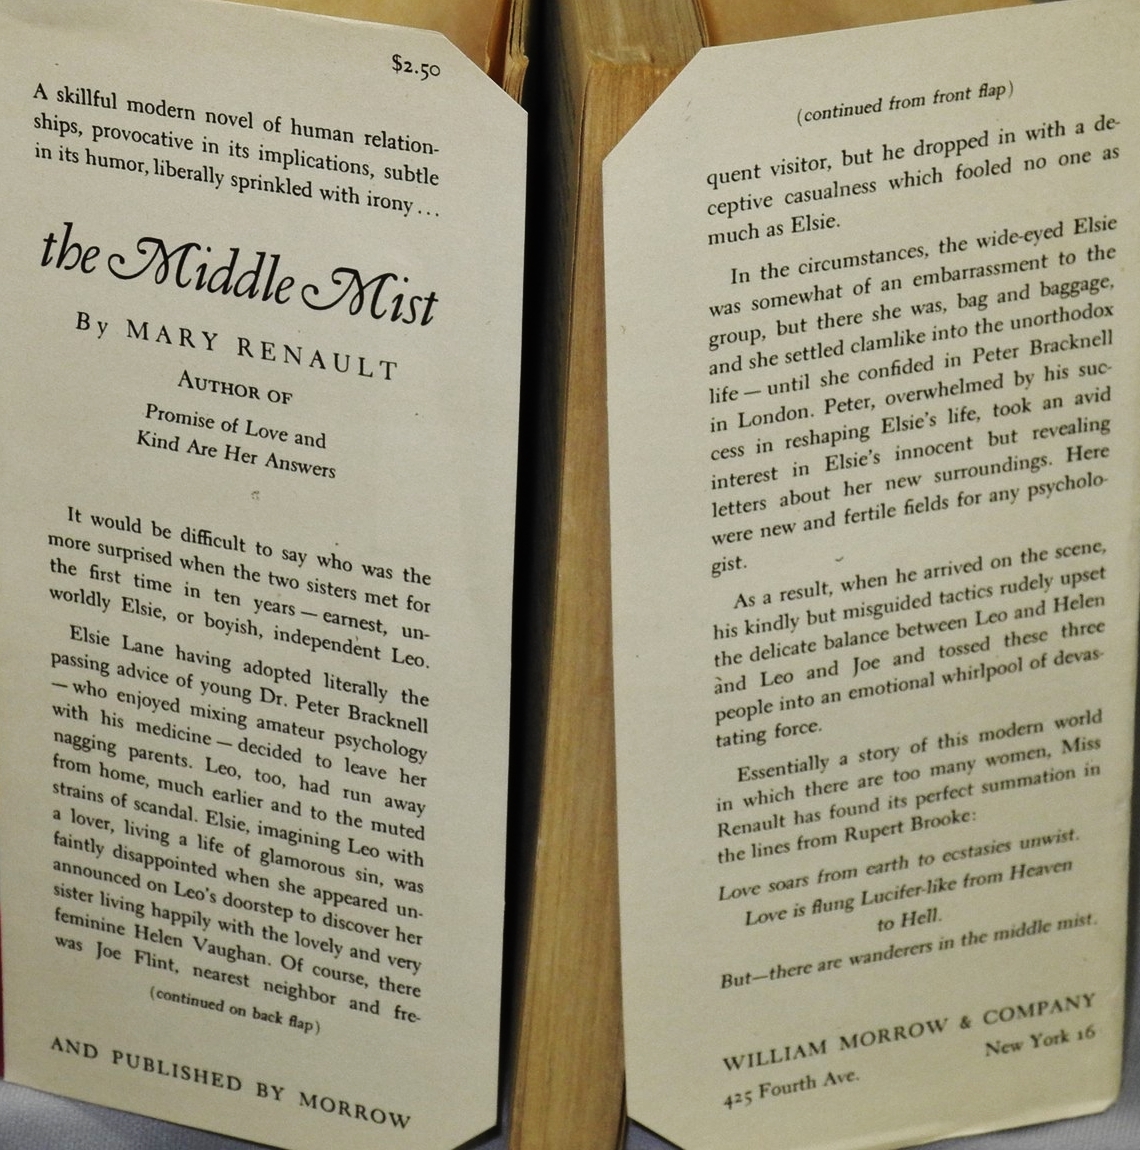 $2.50
A skillful modern novel of human relation-
ships, provocative in its implications, subtle
in its humor, liberally sprinkled with irony...
the Middle Mist
By MARY RENAULT
AUTHOR OF
Promise of Love and
Kind Are Her Answers
It would be difficult to say who was the
more surprised when the two sisters met for
the first time in ten years — earnest, un-
worldly Elsie, or boyish, independent Leo.
Elsie Lane having adopted literally the
passing advice of young Dr. Peter Bracknell
— who enjoyed mixing amateur psychology
with his medicine — decided to leave her
nagging parents. Leo, too, had run away
from home, much earlier and to the muted
strains of scandal. Elsie, imagining Leo with
a lover, living a life of glamorous sin, was
faintly disappointed when she appeared un-
announced on Leo's doorstep to discover her
sister living happily with the lovely and very
feminine Helen Vaughan. Of course, there
was Joe Flint, nearest neighbor and fre-
(continued on back flap)
AND PUBLISHED BY MORROW
(continued from front flap)
quent visitor, but he dropped in with a de-
ceptive casualness which fooled no one as
much as Elsie.
In the circumstances, the wide-eyed Elsie
was somewhat of an embarrassment to the
group, but there she was, bag and baggage,
and she settled clamlike into the unorthodox
life — until she confided in Peter Bracknell
in London. Peter, overwhelmed by his suc-
cess in reshaping Elsie's life, took an avid
interest in Elsie's innocent but revealing
letters about her new surroundings. Here
were new and fertile fields for any psycholo-
gist.
As a result, when he arrived on the scene,
his kindly but misguided tactics rudely upset
the delicate balance between Leo and Helen
and Leo and Joe and tossed these three
people into an emotional whirlpool of devas-
tating force.
Essentially a story of this modern world
in which there are too many women, Miss
Renault has found its perfect summation in
the lines from Rupert Brooke:
Love soars from earth to ecstasies unwist.
Love is flung Lucifer-like from Heaven
to Hell.
But—there are wanderers in the middle mist.
WILLIAM MORROW & COMPANY
425 Fourth Ave. New York 16